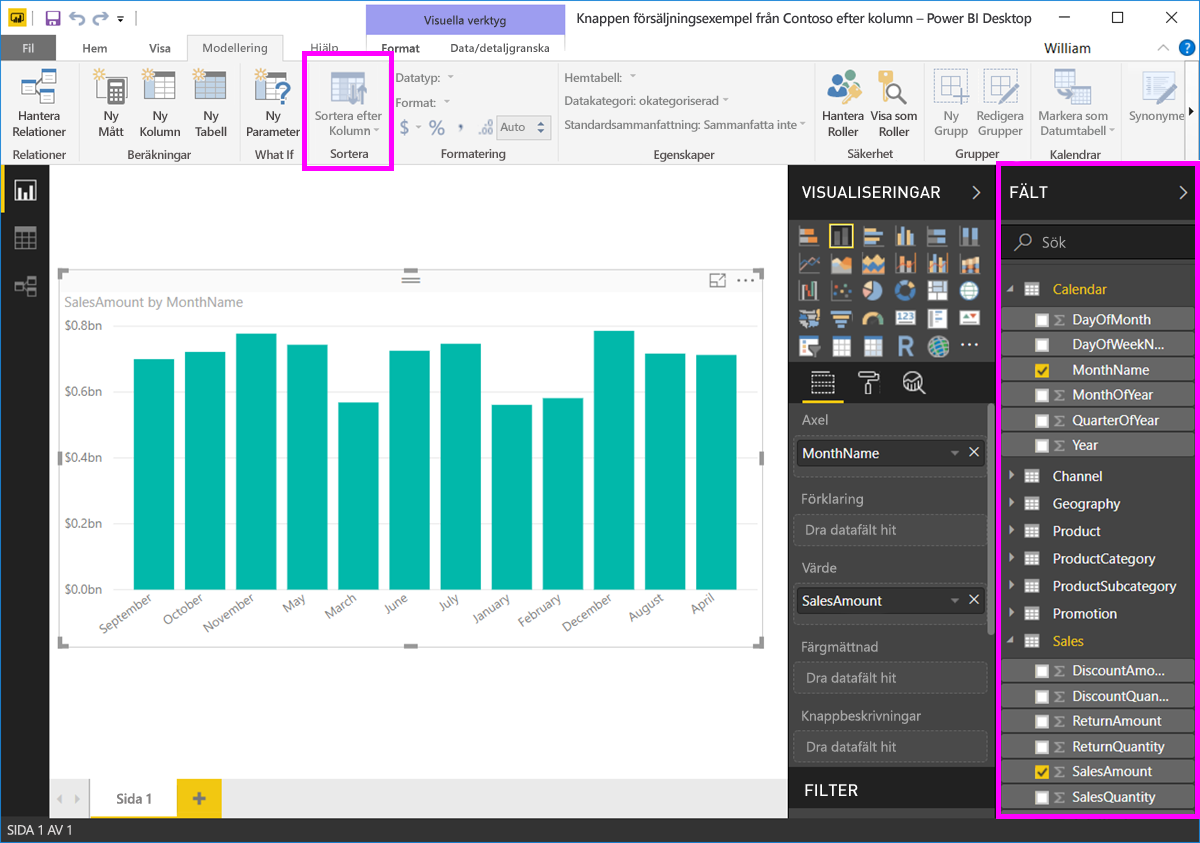 Visuella verktyg
Knappen försäljningsexempel från Contoso efter kolumn – Power BI Desktop
Fil
Hem
Visa
Modellering
Hjälp
Format
Data/detaljgranska
William
?
Hantera
Relationer
Relationer
Ny
Mått
Ny
Kolumn
Ny
Tabell
Beräkningar
Ny
Parameter
What If
Sortera efter
Kolumn
Sortera
Datatyp:
Format:
$ % , .00 Auto
Formatering
Hemtabell:
Datakategori: okategoriserad
Standardsammanfattning: Sammanfatta inte
Egenskaper
Hantera
Roller
Visa som
Roller
Säkerhet
Ny
Grupp
Redigera
Grupper
Grupper
Markera som
Datumtabell
Kalendrar
Synonymer
SalesAmount by MonthName
$0.8bn
$0.6bn
$0.4bn
$0.2bn
$0.0bn
September
October
November
May
March
June
July
January
February
December
August
April
VISUALISERINGAR
123
R
Axel
MonthName
Förklaring
Dra datafält hit
Värde
SalesAmount
Färgmättnad
Dra datafält hit
Knappbeskrivningar
Dra datafält hit
FILTER
FÄLT
Sök
Calendar
Σ DayOfMonth
DayOfWeekN...
MonthName
Σ MonthOfYear
Σ QuarterOfYear
Σ Year
Channel
Geography
Product
ProductCategory
ProductSubcategory
Promotion
Sales
Σ DiscountAmo...
Σ DiscountQuan...
Σ ReturnAmount
Σ ReturnQuantity
Σ SalesAmount
Σ SalesQuantity
Sida 1
SIDA 1 AV 1